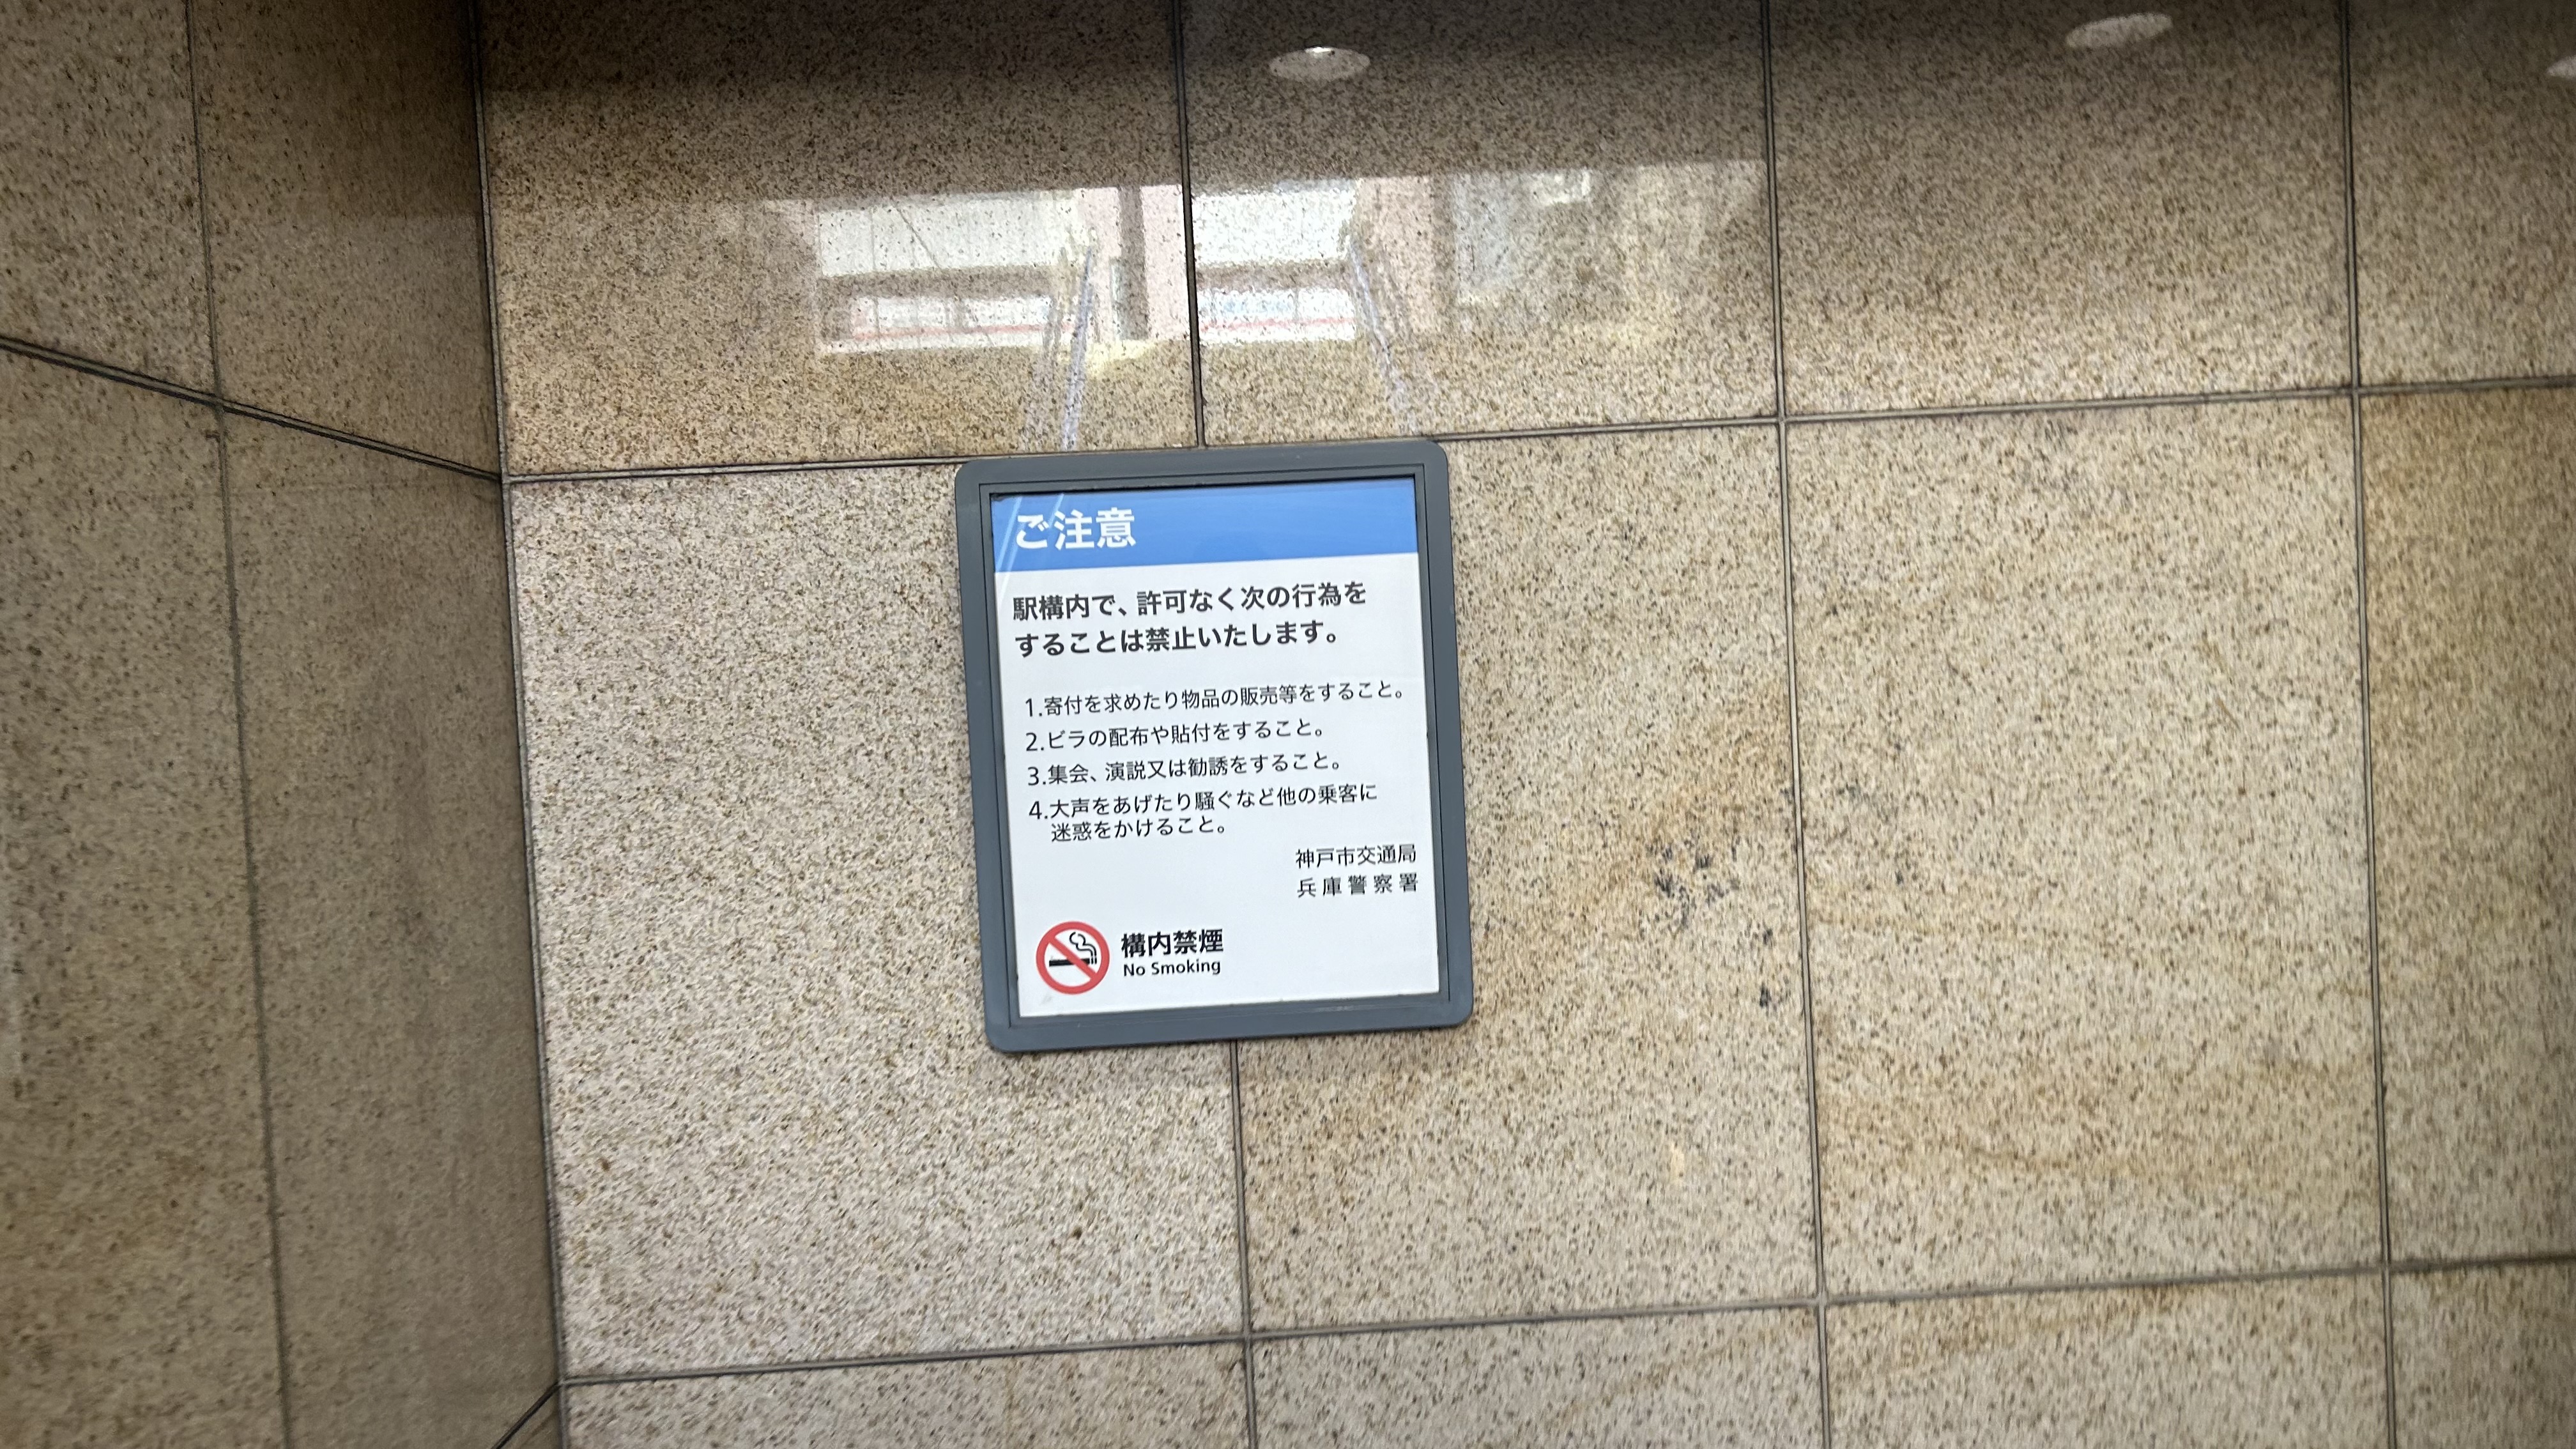 ご注意
駅構内で、許可なく次の行為を
することは禁止いたします。
1.寄付を求めたり物品の販売等をすること。
2.ビラの配布や貼付をすること。
3.集会、演説又は勧誘をすること。
4.大声をあげたり騒ぐなど他の乗客に
迷惑をかけること。
神戸市交通局
兵庫警察署
構内禁煙
No Smoking